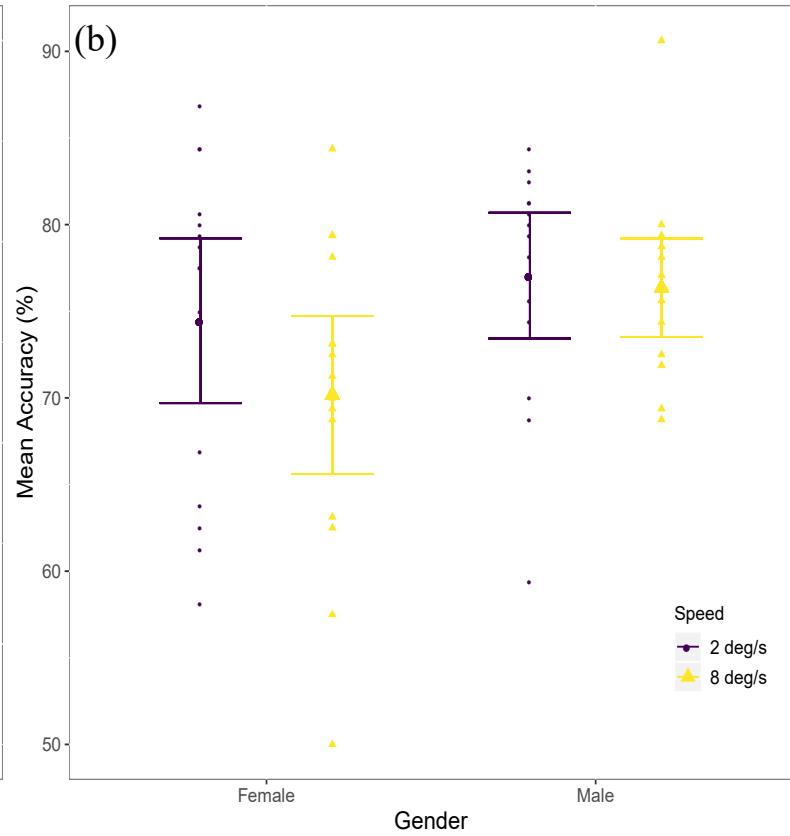 (b)
90
80
70
60
50
Mean Accuracy (%)
Speed
2 deg/s
8 deg/s
Female
Male
Gender